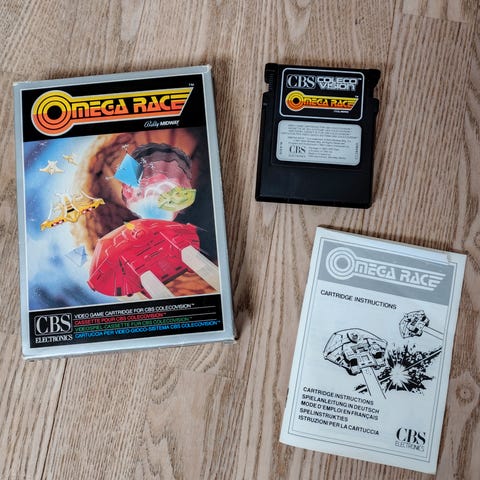 OMEGA RACE™
Bally MIDWAY
CBS
ELECTRONICS
VIDEO GAME CARTRIDGE FOR CBS COLECOVISION™
CASSETTE POUR CBS COLECOVISION™
VIDEOSPIEL-CASSETTE FÜR CBS COLECOVISION™
CARTUCCIA PER VIDEO-GIOCO-SISTEMA CBS COLECOVISION™
CBS COLECO VISION
OMEGA RACE
CBS
ELECTRONICS
OMEGA RACE
CARTRIDGE INSTRUCTIONS
CARTRIDGE INSTRUCTIONS
SPIELANLEITUNG IN DEUTSCH
MODE D'EMPLOI EN FRANÇAIS
SPELINSTRUKTIES
ISTRUZIONI PER LA CARTUCCIA
CBS
ELECTRONICS